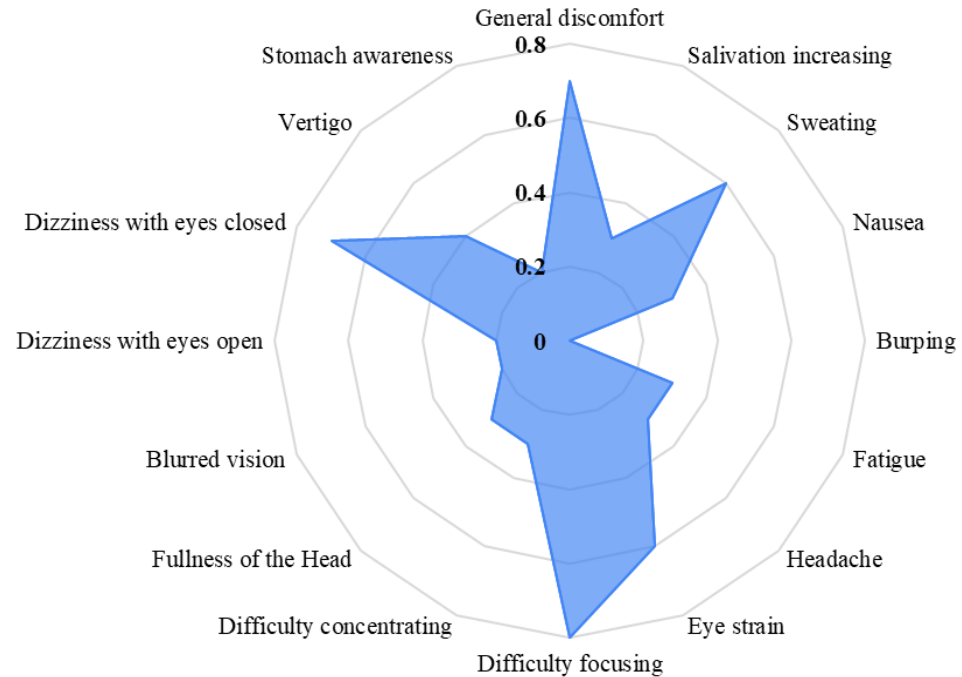 General discomfort
0.8
Stomach awareness
Salivation increasing
Vertigo
0.6
Sweating
0.4
Dizziness with eyes closed
Nausea
0.2
Dizziness with eyes open
0
Burping
Blurred vision
Fatigue
Fullness of the Head
Headache
Difficulty concentrating
Eye strain
Difficulty focusing